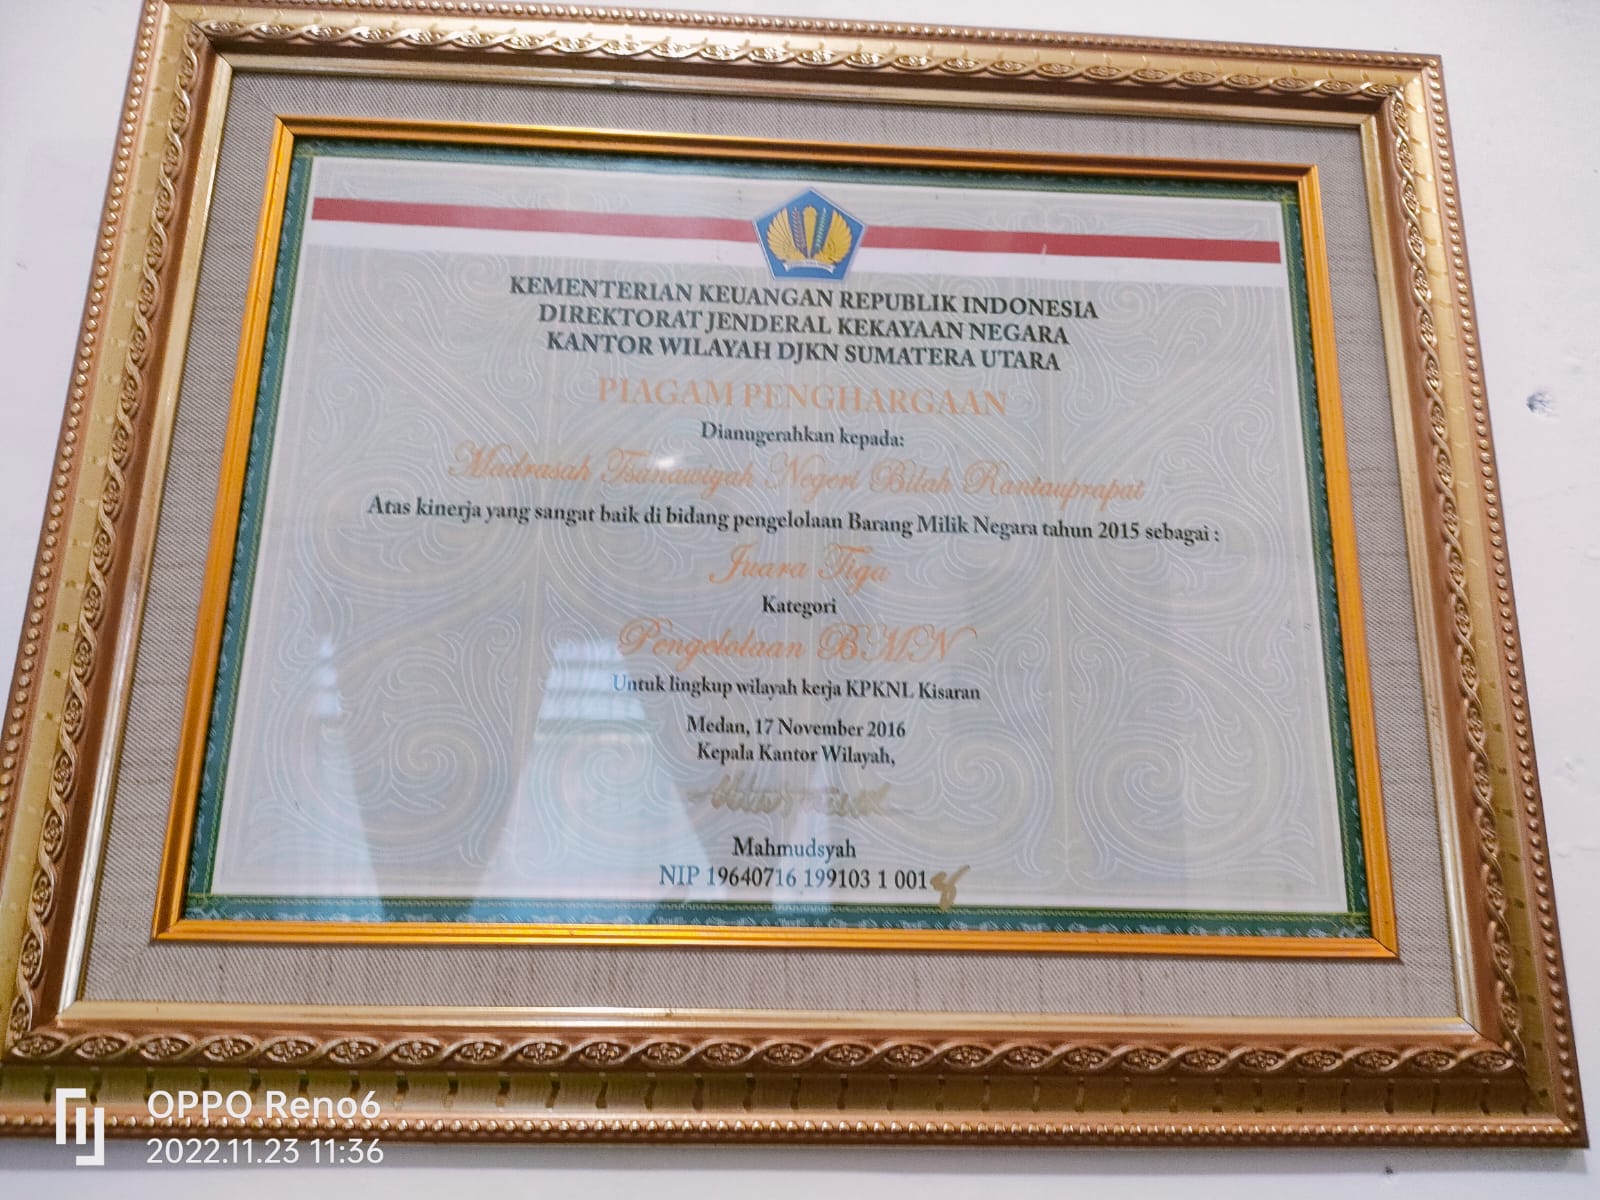 KEMENTERIAN KEUANGAN REPUBLIK INDONESIA
DIREKTORAT JENDERAL KEKAYAAN NEGARA
KANTOR WILAYAH DJKN SUMATERA UTARA
PIAGAM PENGHARGAAN
Dianugerahkan kepada:
Madrasah Tsanawiyah Negeri Bilah Rantauprapat
Atas kinerja yang sangat baik di bidang pengelolaan Barang Milik Negara tahun 2015 sebagai :
Juara Tiga
Kategori
Pengelolaan BMN
Untuk lingkup wilayah kerja KPKNL Kisaran
Medan, 17 November 2016
Kepala Kantor Wilayah,
Mahmudsyah
NIP 19640716 199103 1 001
OPPO Reno6
2022.11.23 11:36